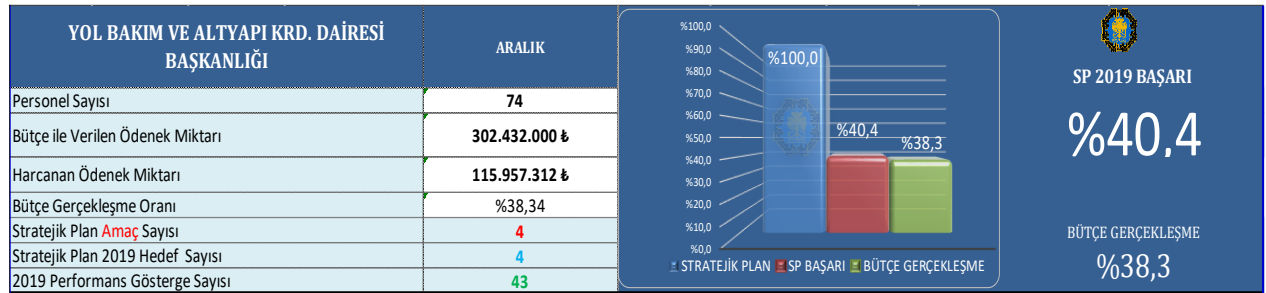 YOL BAKIM VE ALTYAPI KRD. DAİRESİ
BAŞKANLIĞI
ARALIK
Personel Sayısı
74
Bütçe ile Verilen Ödenek Miktarı
302.432.000 ₺
Harcanan Ödenek Miktarı
115.957.312 ₺
Bütçe Gerçekleşme Oranı
%38,34
Stratejik Plan Amaç Sayısı
4
Stratejik Plan 2019 Hedef Sayısı
4
2019 Performans Gösterge Sayısı
43
%100,0
%90,0
%80,0
%70,0
%60,0
%50,0
%40,0
%30,0
%20,0
%10,0
%0,0
%100,0
%40,4
%38,3
STRATEJİK PLAN
SP BAŞARI
BÜTÇE GERÇEKLEŞME
SP 2019 BAŞARI
%40,4
BÜTÇE GERÇEKLEŞME
%38,3